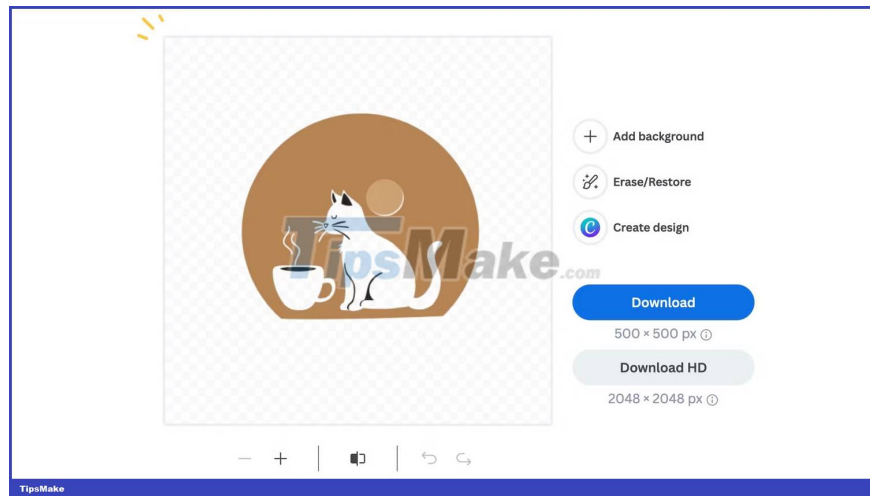 Add background
Erase/Restore
Create design
TipsMake.com
Download
500 × 500 px
Download HD
2048 × 2048 px
TipsMake